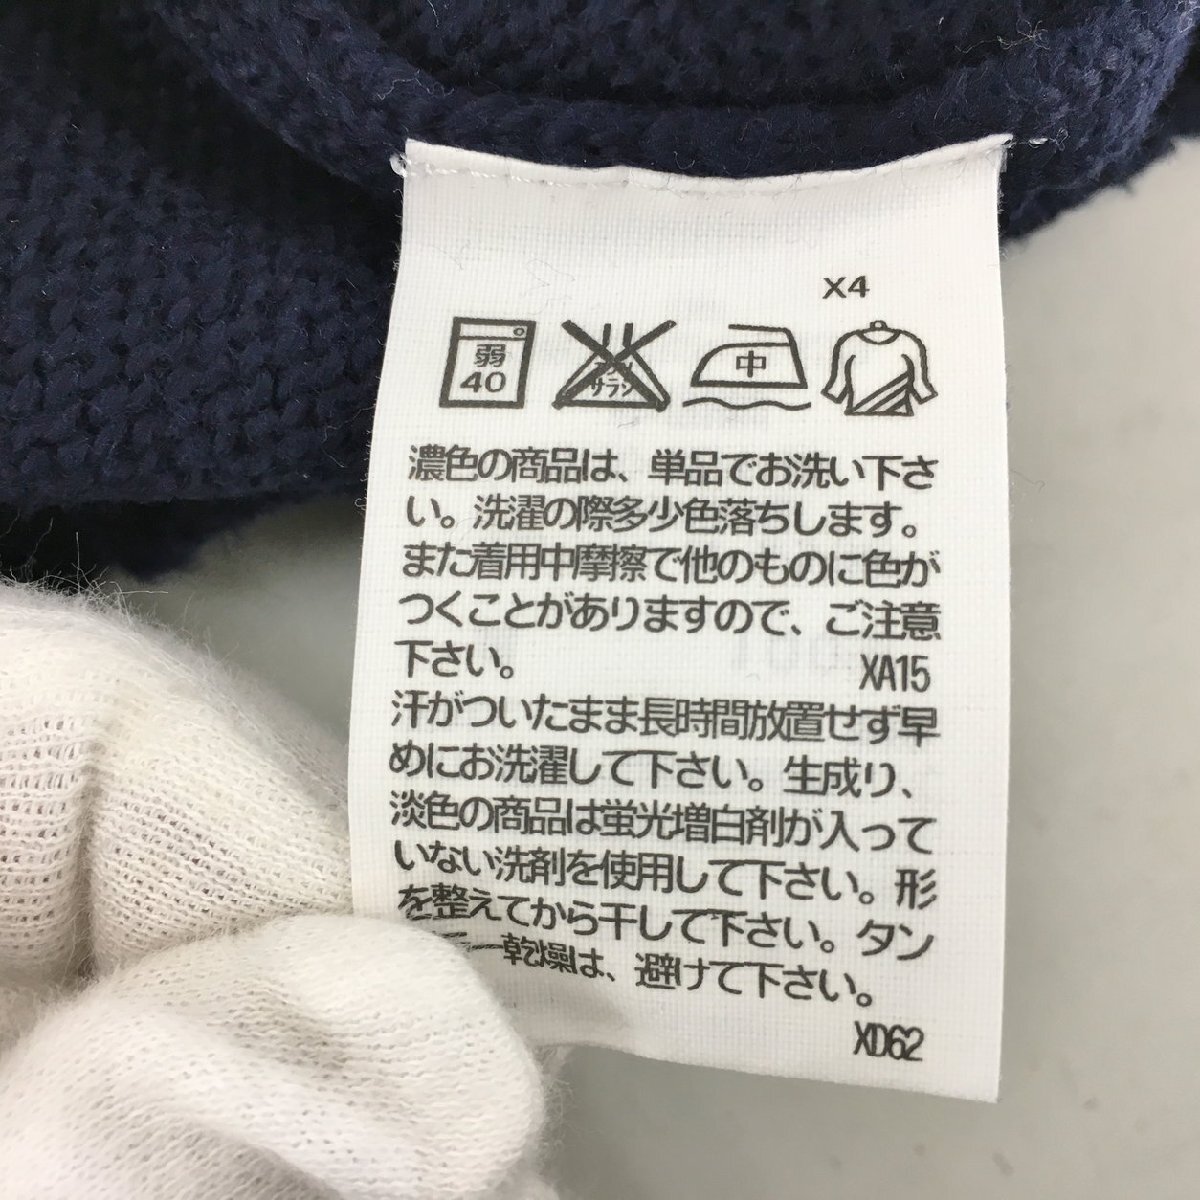 X4
弱
40
サラシ
中
濃色の商品は、単品でお洗い下さ
い。洗濯の際多少色落ちします。
また着用中摩擦で他のものに色が
つくことがありますので、ご注意
下さい。 XA15
汗がついたまま長時間放置せず早
めにお洗濯して下さい。生成り、
淡色の商品は蛍光増白剤が入って
いない洗剤を使用して下さい。形
を整えてから干して下さい。タン
乾燥は、避けて下さい。
XD62